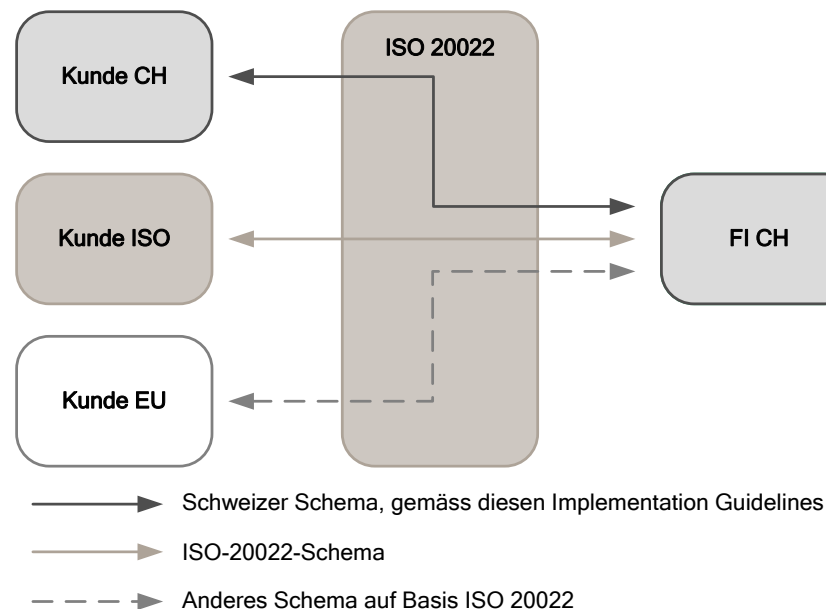 ISO 20022
Kunde CH
Kunde ISO
FI CH
Kunde EU
Schweizer Schema, gemäss diesen Implementation Guidelines
ISO-20022-Schema
Anderes Schema auf Basis ISO 20022